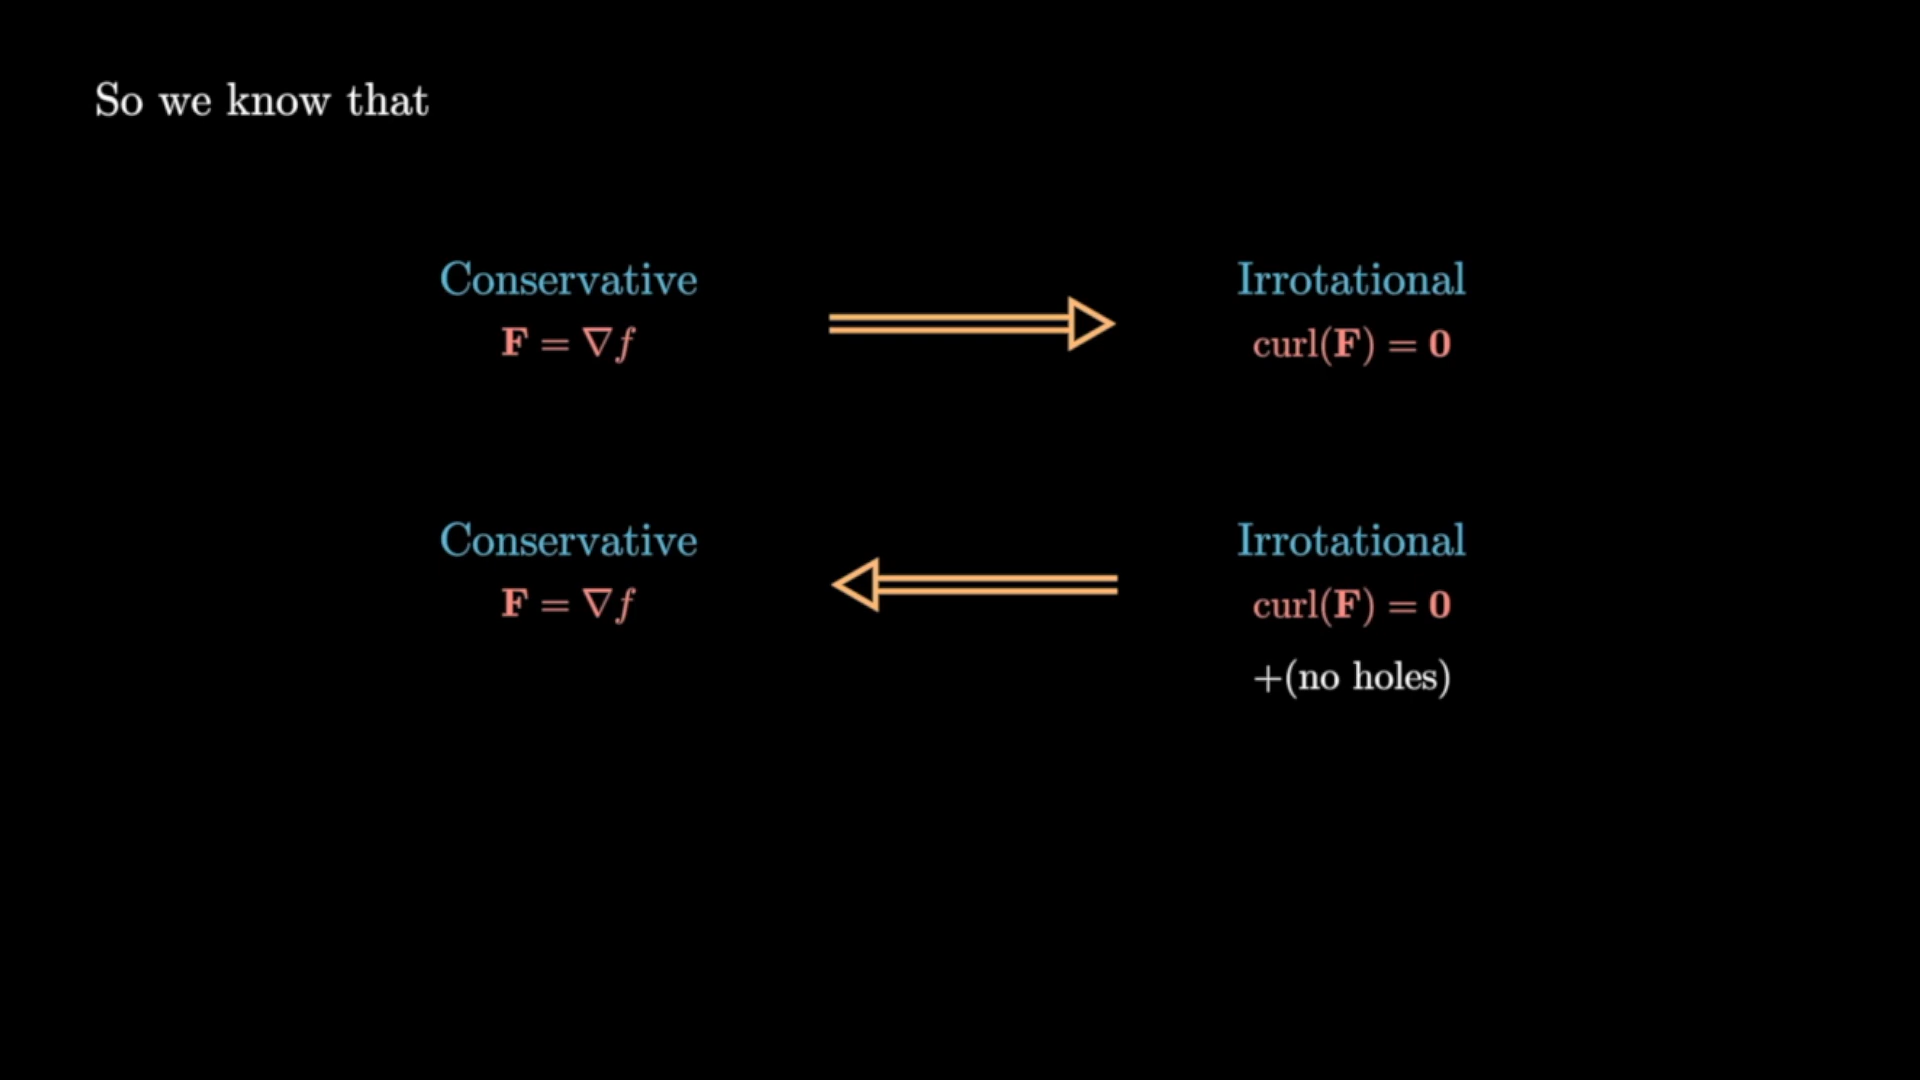 So we know that
Conservative
Irrotational
F = ∇f
curl(F) = 0
Conservative
Irrotational
F = ∇f
curl(F) = 0
+(no holes)